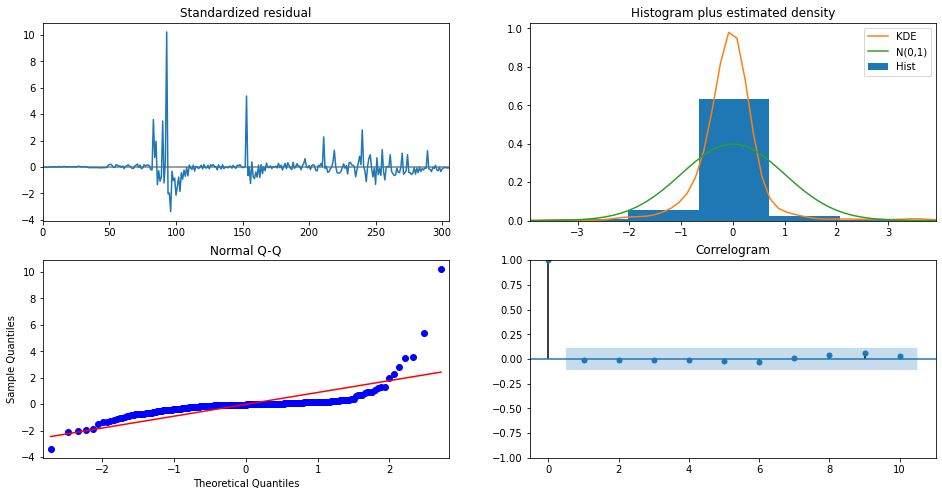 Standardized residual
10
8
6
4
2
0
−2
−4
0 50 100 150 200 250 300
Histogram plus estimated density
KDE
N(0,1)
Hist
1.0
0.8
0.6
0.4
0.2
0.0
−3 −2 −1 0 1 2 3
Normal Q-Q
Sample Quantiles
10
8
6
4
2
0
−2
−4
−2 −1 0 1 2
Theoretical Quantiles
Correlogram
1.00
0.75
0.50
0.25
0.00
−0.25
−0.50
−0.75
−1.00
0 2 4 6 8 10